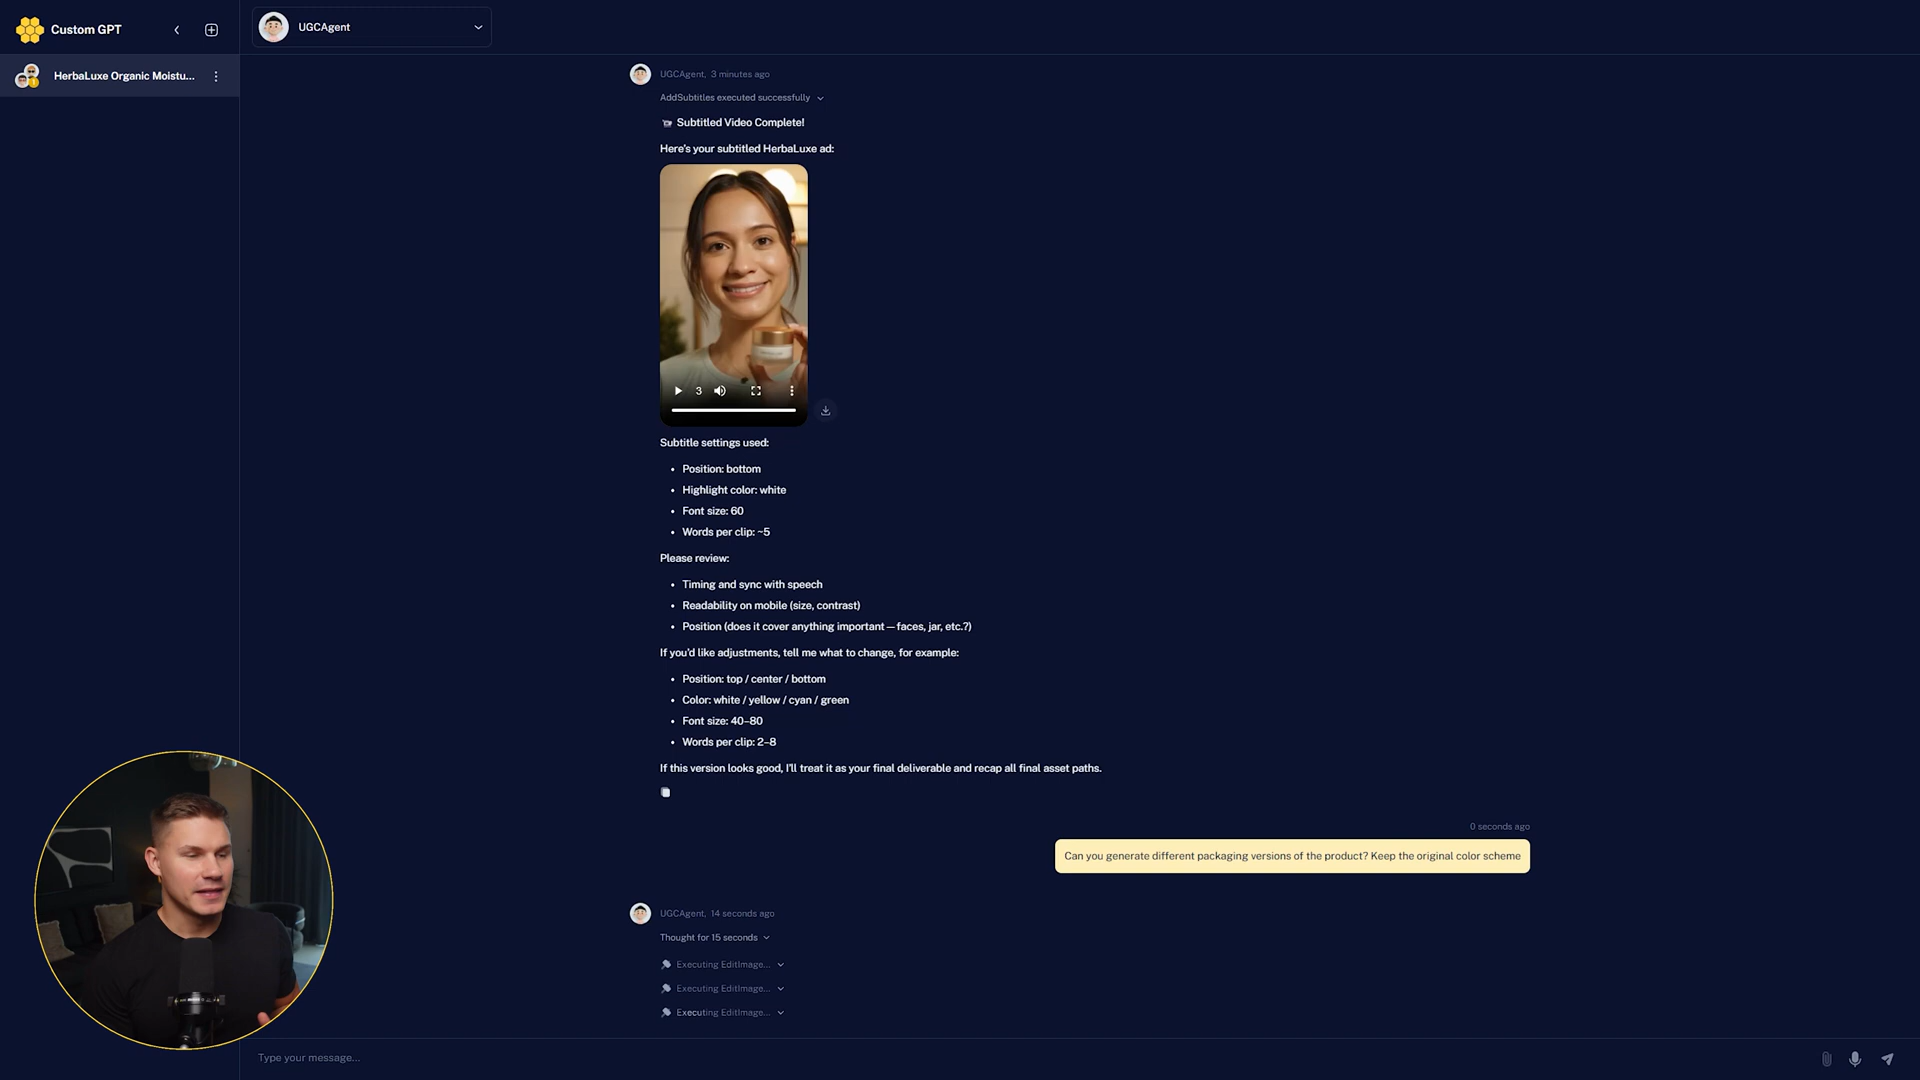 Custom GPT
UGCAgent
HerbaLuxe Organic Moistu...
UGCAgent, 3 minutes ago
AddSubtitles executed successfully
Subtitled Video Complete!
Here's your subtitled HerbaLuxe ad:
3
Subtitle settings used:
• Position: bottom
• Highlight color: white
• Font size: 60
• Words per clip: ~5
Please review:
• Timing and sync with speech
• Readability on mobile (size, contrast)
• Position (does it cover anything important—faces, jar, etc.?)
If you'd like adjustments, tell me what to change, for example:
• Position: top / center / bottom
• Color: white / yellow / cyan / green
• Font size: 40–80
• Words per clip: 2–8
If this version looks good, I'll treat it as your final deliverable and recap all final asset paths.
0 seconds ago
Can you generate different packaging versions of the product? Keep the original color scheme
UGCAgent, 14 seconds ago
Thought for 15 seconds
Executing EditImage...
Executing EditImage...
Executing EditImage...
Type your message...